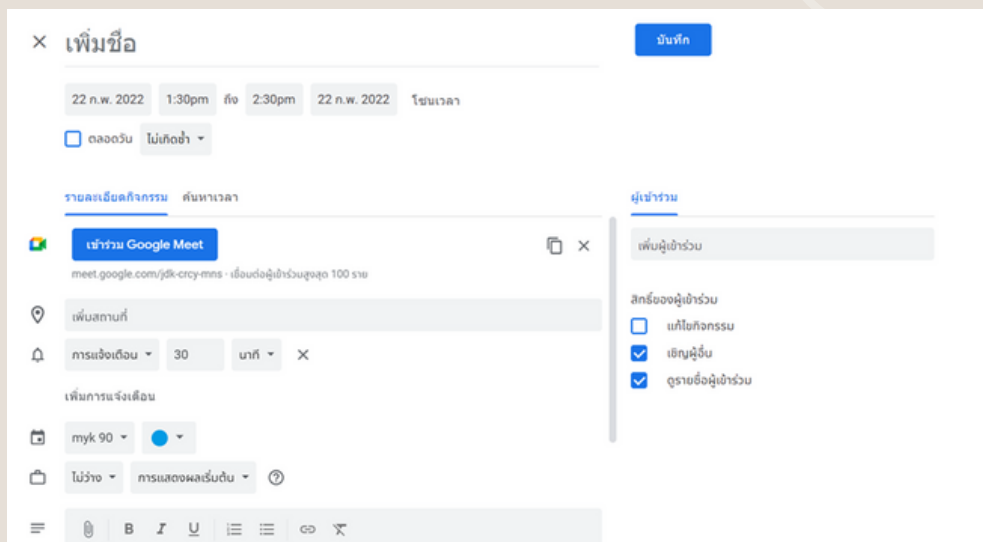 เพิ่มชื่อ
บันทึก
22 ก.พ. 2022 1:30pm ถึง 2:30pm 22 ก.พ. 2022 โซนเวลา
ตลอดวัน ไม่เกิดซ้ำ
รายละเอียดกิจกรรม ค้นหาเวลา
เข้าร่วม Google Meet
meet.google.com/jdk-crcy-mns · เชื่อมต่อผู้เข้าร่วมสูงสุด 100 ราย
เพิ่มสถานที่
การแจ้งเตือน 30 นาที
เพิ่มการแจ้งเตือน
myk 90
ไม่ว่าง การแสดงผลเริ่มต้น
B I U
ผู้เข้าร่วม
เพิ่มผู้เข้าร่วม
สิทธิ์ของผู้เข้าร่วม
แก้ไขกิจกรรม
เชิญผู้อื่น
ดูรายชื่อผู้เข้าร่วม